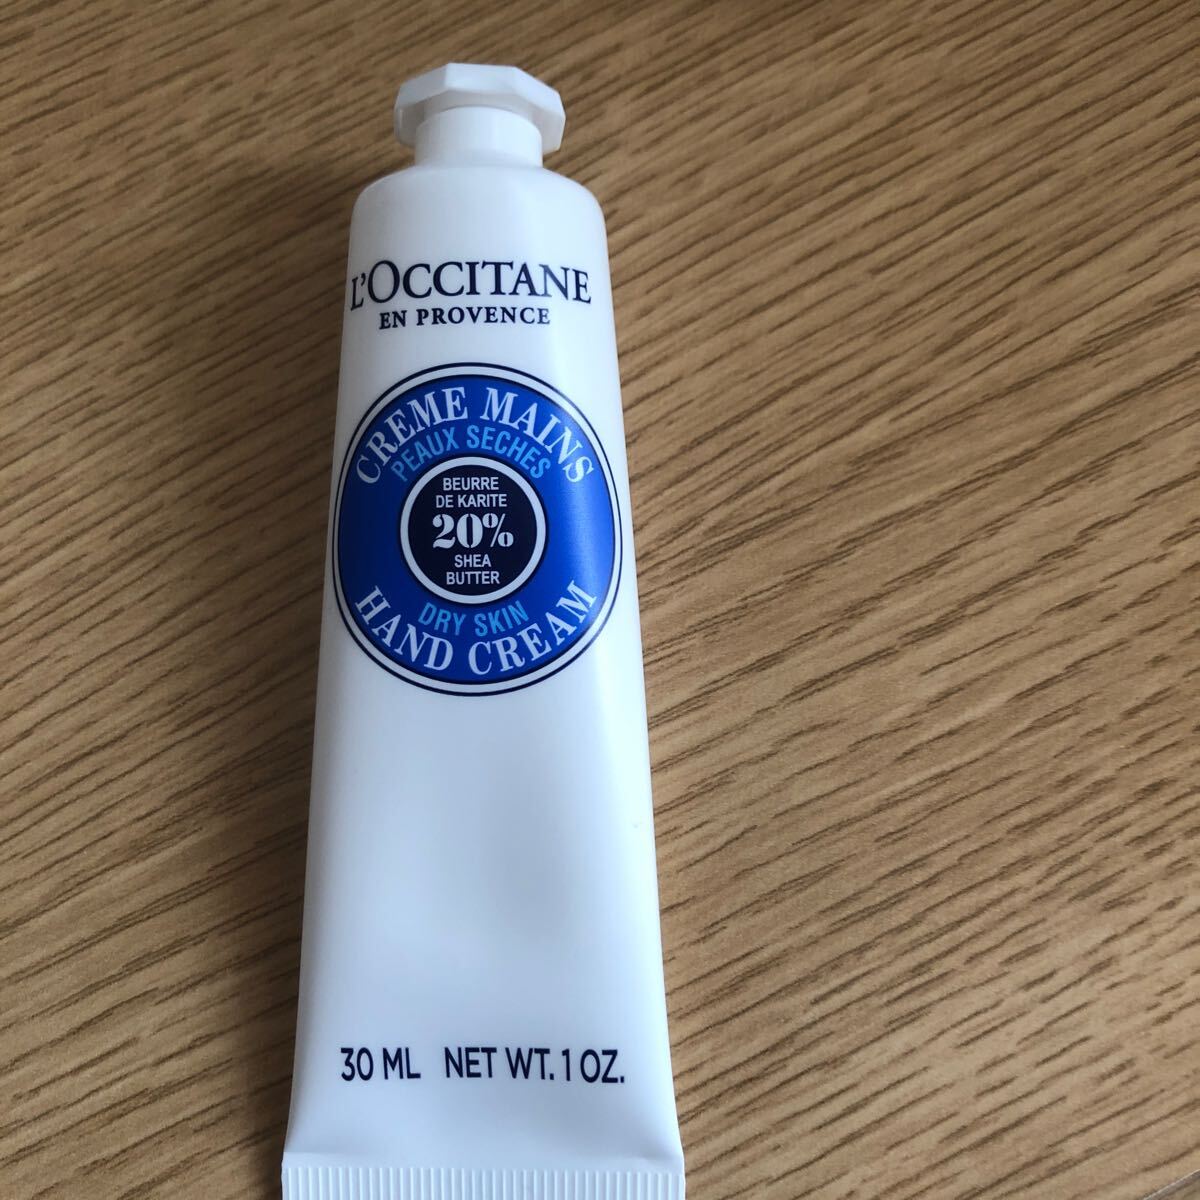 L'OCCITANE
EN PROVENCE
CREME MAINS
PEAUX SECHES
BEURRE
DE KARITE
20%
SHEA
BUTTER
DRY SKIN
HAND CREAM
30 ML NET WT. 1 OZ.